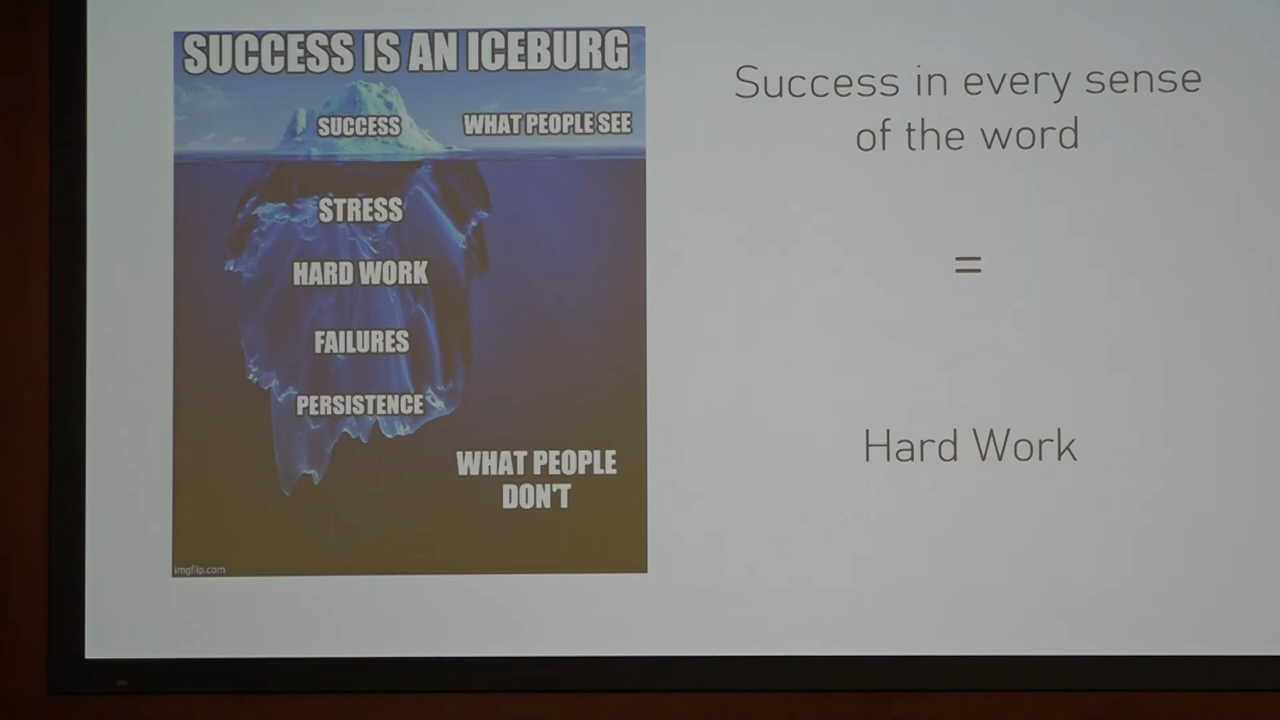 SUCCESS IS AN ICEBURG
SUCCESS
WHAT PEOPLE SEE
STRESS
HARD WORK
FAILURES
PERSISTENCE
WHAT PEOPLE
DON'T
imgflip.com
Success in every sense
of the word
=
Hard Work